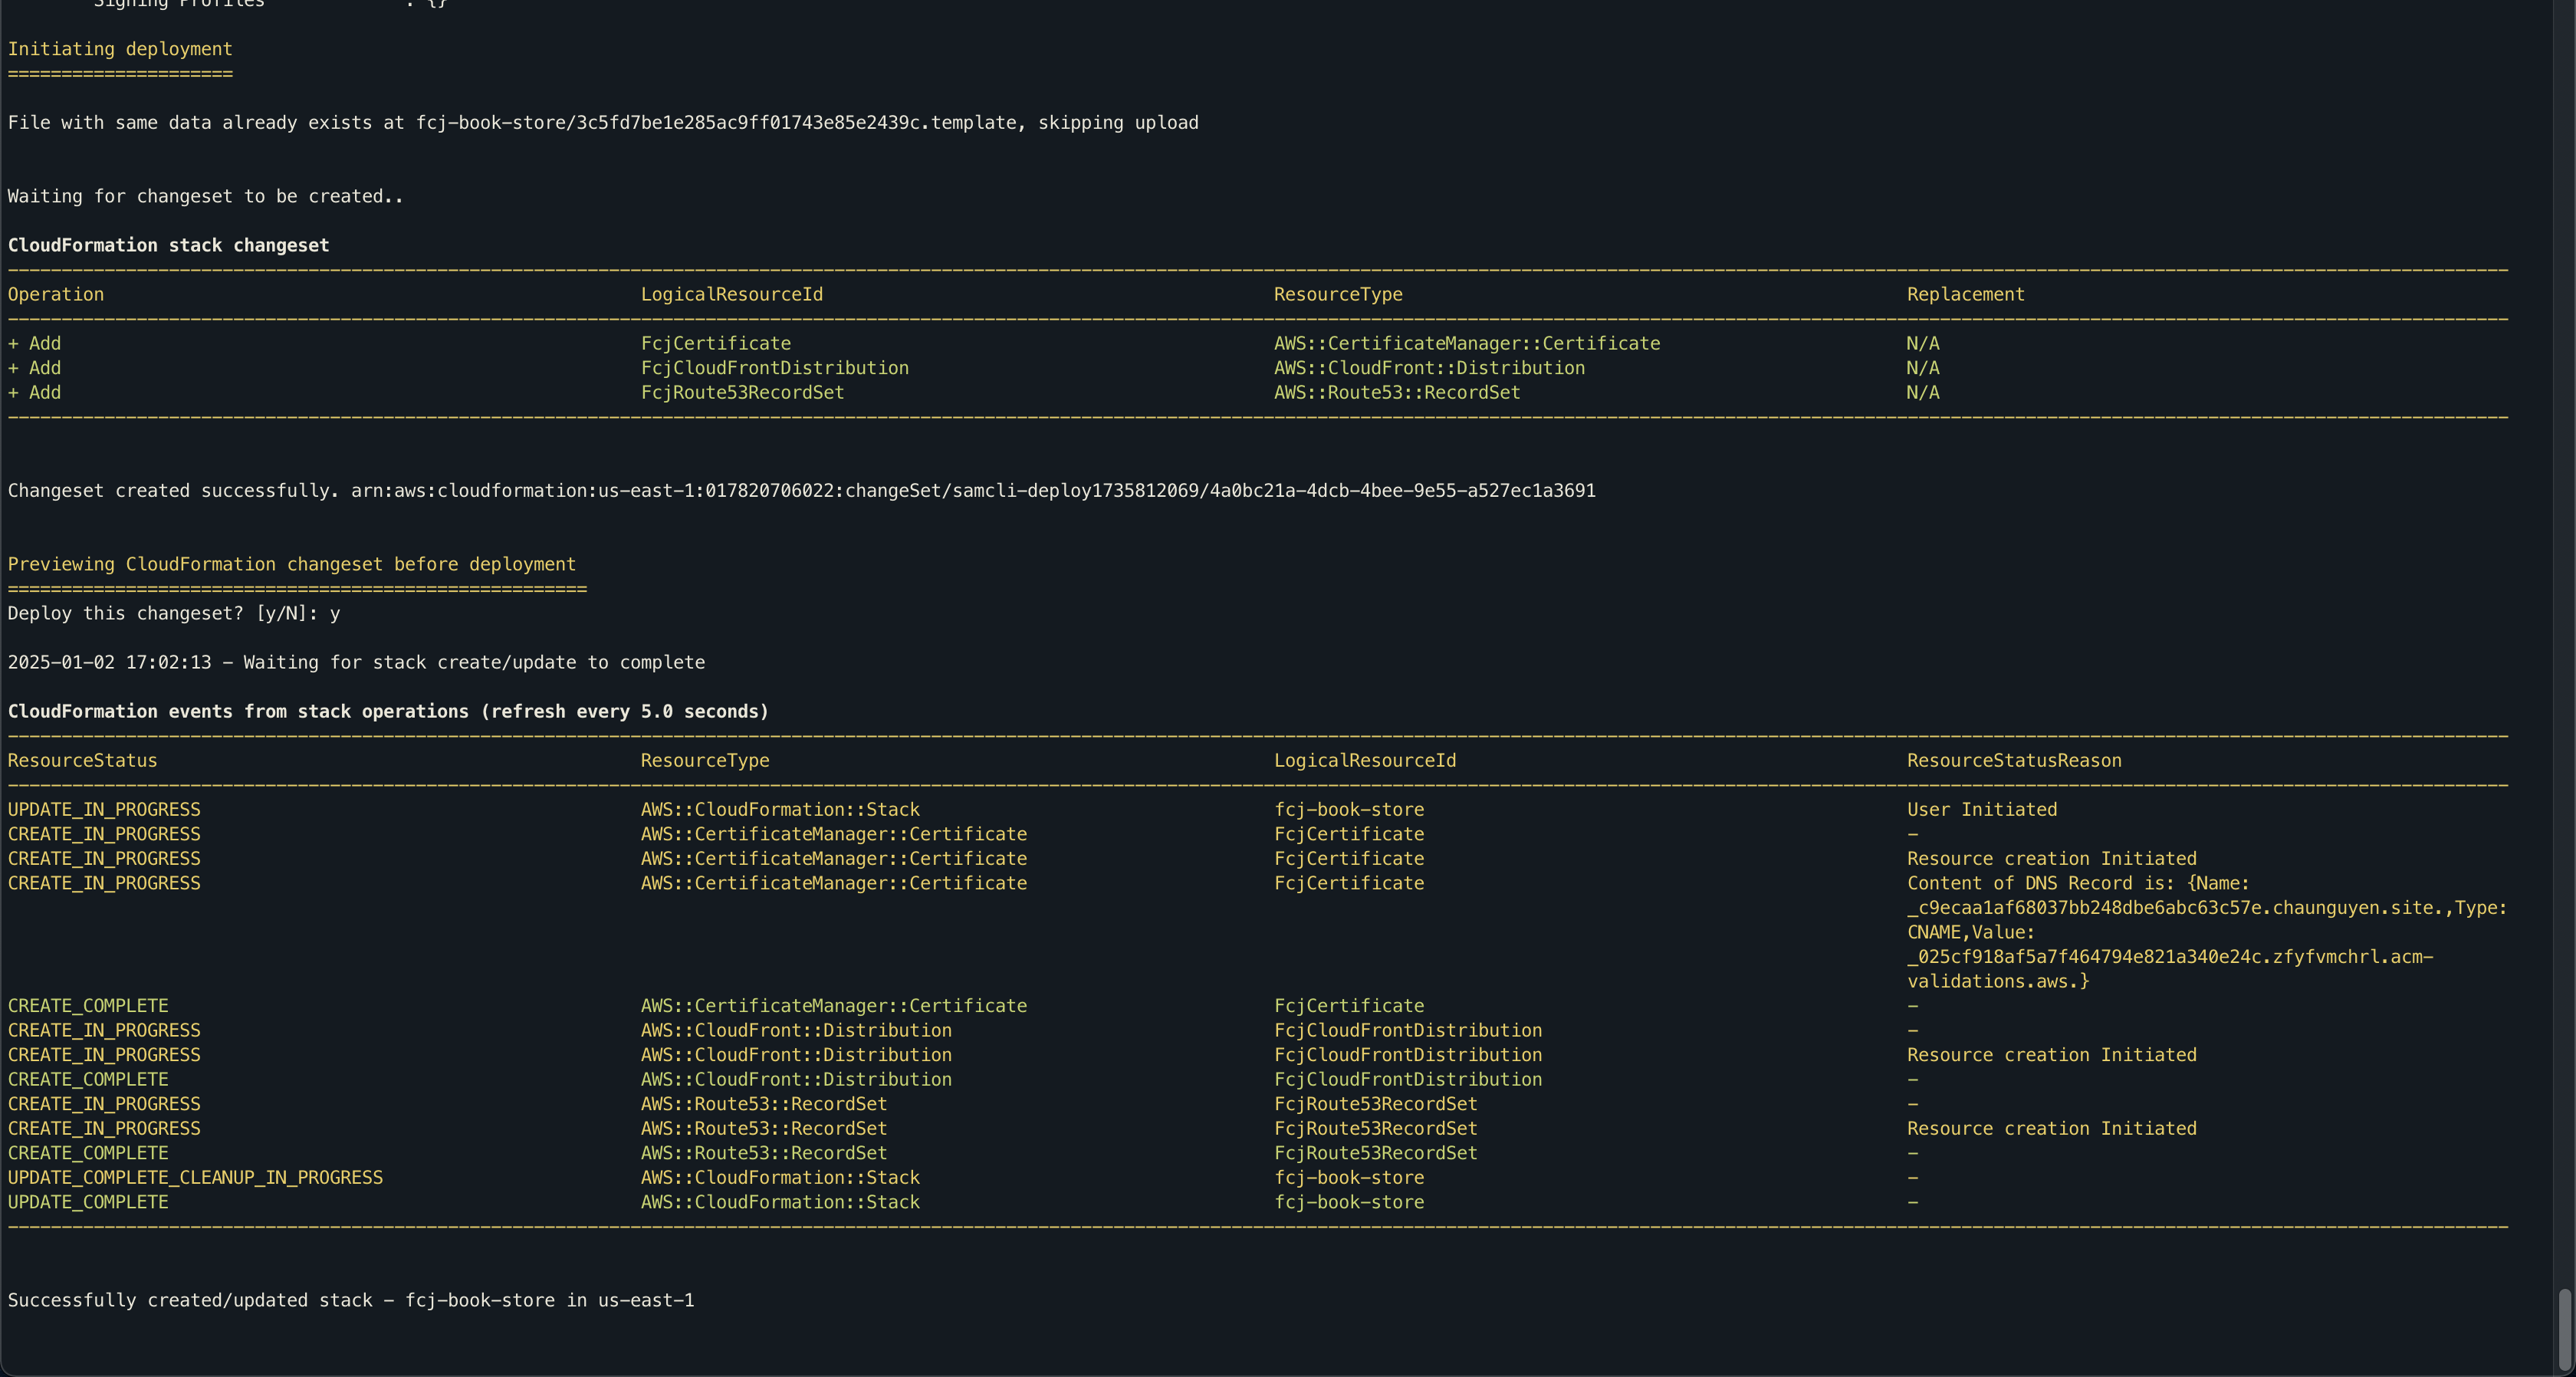 Signing Profiles : {}
Initiating deployment
=====================
File with same data already exists at fcj-book-store/3c5fd7be1e285ac9ff01743e85e2439c.template, skipping upload
Waiting for changeset to be created..
CloudFormation stack changeset
Operation LogicalResourceId ResourceType Replacement
+ Add FcjCertificate AWS::CertificateManager::Certificate N/A
+ Add FcjCloudFrontDistribution AWS::CloudFront::Distribution N/A
+ Add FcjRoute53RecordSet AWS::Route53::RecordSet N/A
Changeset created successfully. arn:aws:cloudformation:us-east-1:017820706022:changeSet/samcli-deploy1735812069/4a0bc21a-4dcb-4bee-9e55-a527ec1a3691
Previewing CloudFormation changeset before deployment
======================================================
Deploy this changeset? [y/N]: y
2025-01-02 17:02:13 - Waiting for stack create/update to complete
CloudFormation events from stack operations (refresh every 5.0 seconds)
ResourceStatus ResourceType LogicalResourceId ResourceStatusReason
UPDATE_IN_PROGRESS AWS::CloudFormation::Stack fcj-book-store User Initiated
CREATE_IN_PROGRESS AWS::CertificateManager::Certificate FcjCertificate -
CREATE_IN_PROGRESS AWS::CertificateManager::Certificate FcjCertificate Resource creation Initiated
CREATE_IN_PROGRESS AWS::CertificateManager::Certificate FcjCertificate Content of DNS Record is: {Name:
_c9ecaa1af68037bb248dbe6abc63c57e.chaunguyen.site.,Type:
CNAME,Value:
_025cf918af5a7f464794e821a340e24c.zfyfvmchrl.acm-
validations.aws.}
CREATE_COMPLETE AWS::CertificateManager::Certificate FcjCertificate -
CREATE_IN_PROGRESS AWS::CloudFront::Distribution FcjCloudFrontDistribution -
CREATE_IN_PROGRESS AWS::CloudFront::Distribution FcjCloudFrontDistribution Resource creation Initiated
CREATE_COMPLETE AWS::CloudFront::Distribution FcjCloudFrontDistribution -
CREATE_IN_PROGRESS AWS::Route53::RecordSet FcjRoute53RecordSet -
CREATE_IN_PROGRESS AWS::Route53::RecordSet FcjRoute53RecordSet Resource creation Initiated
CREATE_COMPLETE AWS::Route53::RecordSet FcjRoute53RecordSet -
UPDATE_COMPLETE_CLEANUP_IN_PROGRESS AWS::CloudFormation::Stack fcj-book-store -
UPDATE_COMPLETE AWS::CloudFormation::Stack fcj-book-store -
Successfully created/updated stack - fcj-book-store in us-east-1